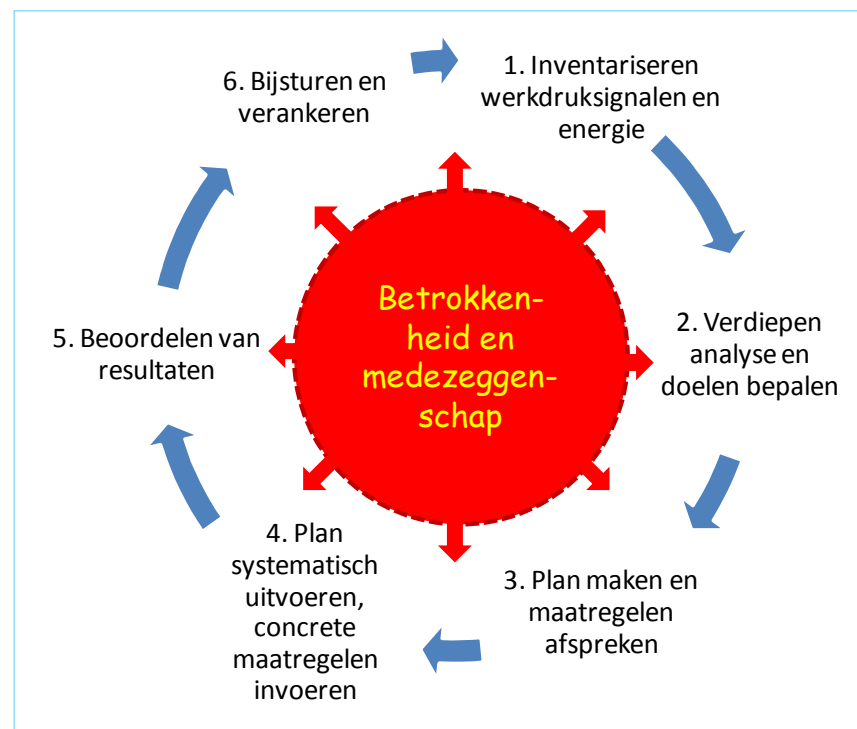 1. Inventariseren
werkdruksignalen en
energie
2. Verdiepen
analyse en
doelen bepalen
3. Plan maken en
maatregelen
afspreken
4. Plan
systematisch
uitvoeren,
concrete
maatregelen
invoeren
5. Beoordelen van
resultaten
6. Bijsturen en
verankeren
Betrokken-
heid en
medezeggen-
schap